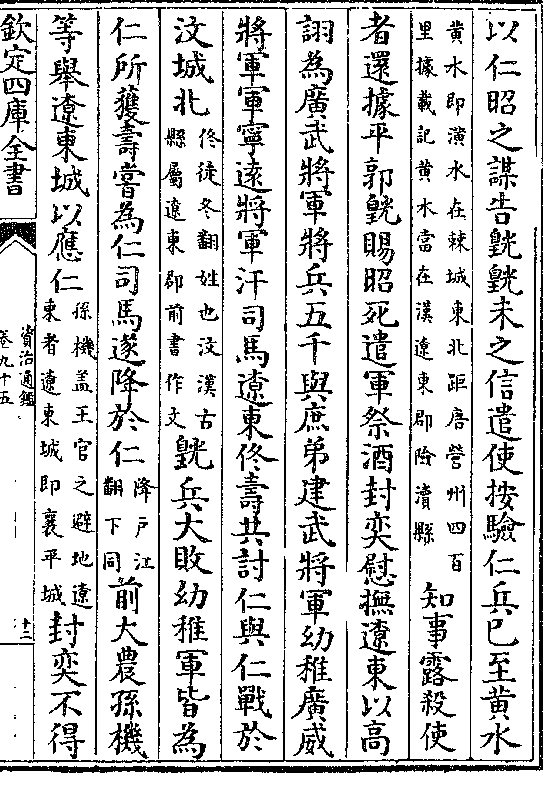 以仁昭之謀告皝皝未之信遣使按驗仁兵已至黄水
黄水即潢水在棘城東北距唐營州四百
里據載記黄水當在漢遼東郡險瀆縣
知事露殺使
者還據平郭皝賜昭死遣軍祭酒封奕慰撫遼東以高
詡為廣武將軍將兵五千與庶弟建武將軍幼稚廣威
將軍軍寧逺將軍汗司馬遼東佟壽共討仁與仁戰於
汶城北
佟徒冬翻姓也汶漢古
縣屬遼東郡前書作文
皝兵大敗幼稚軍皆為
仁所獲壽嘗為仁司馬遂降於仁
降戶江
翻下同
前大農孫機
等舉遼東城以應仁
孫機盖王官之避地遼
東者遼東城即襄平城
封奕不得
欽定四庫全書
資治通鑑
卷九十五
十二